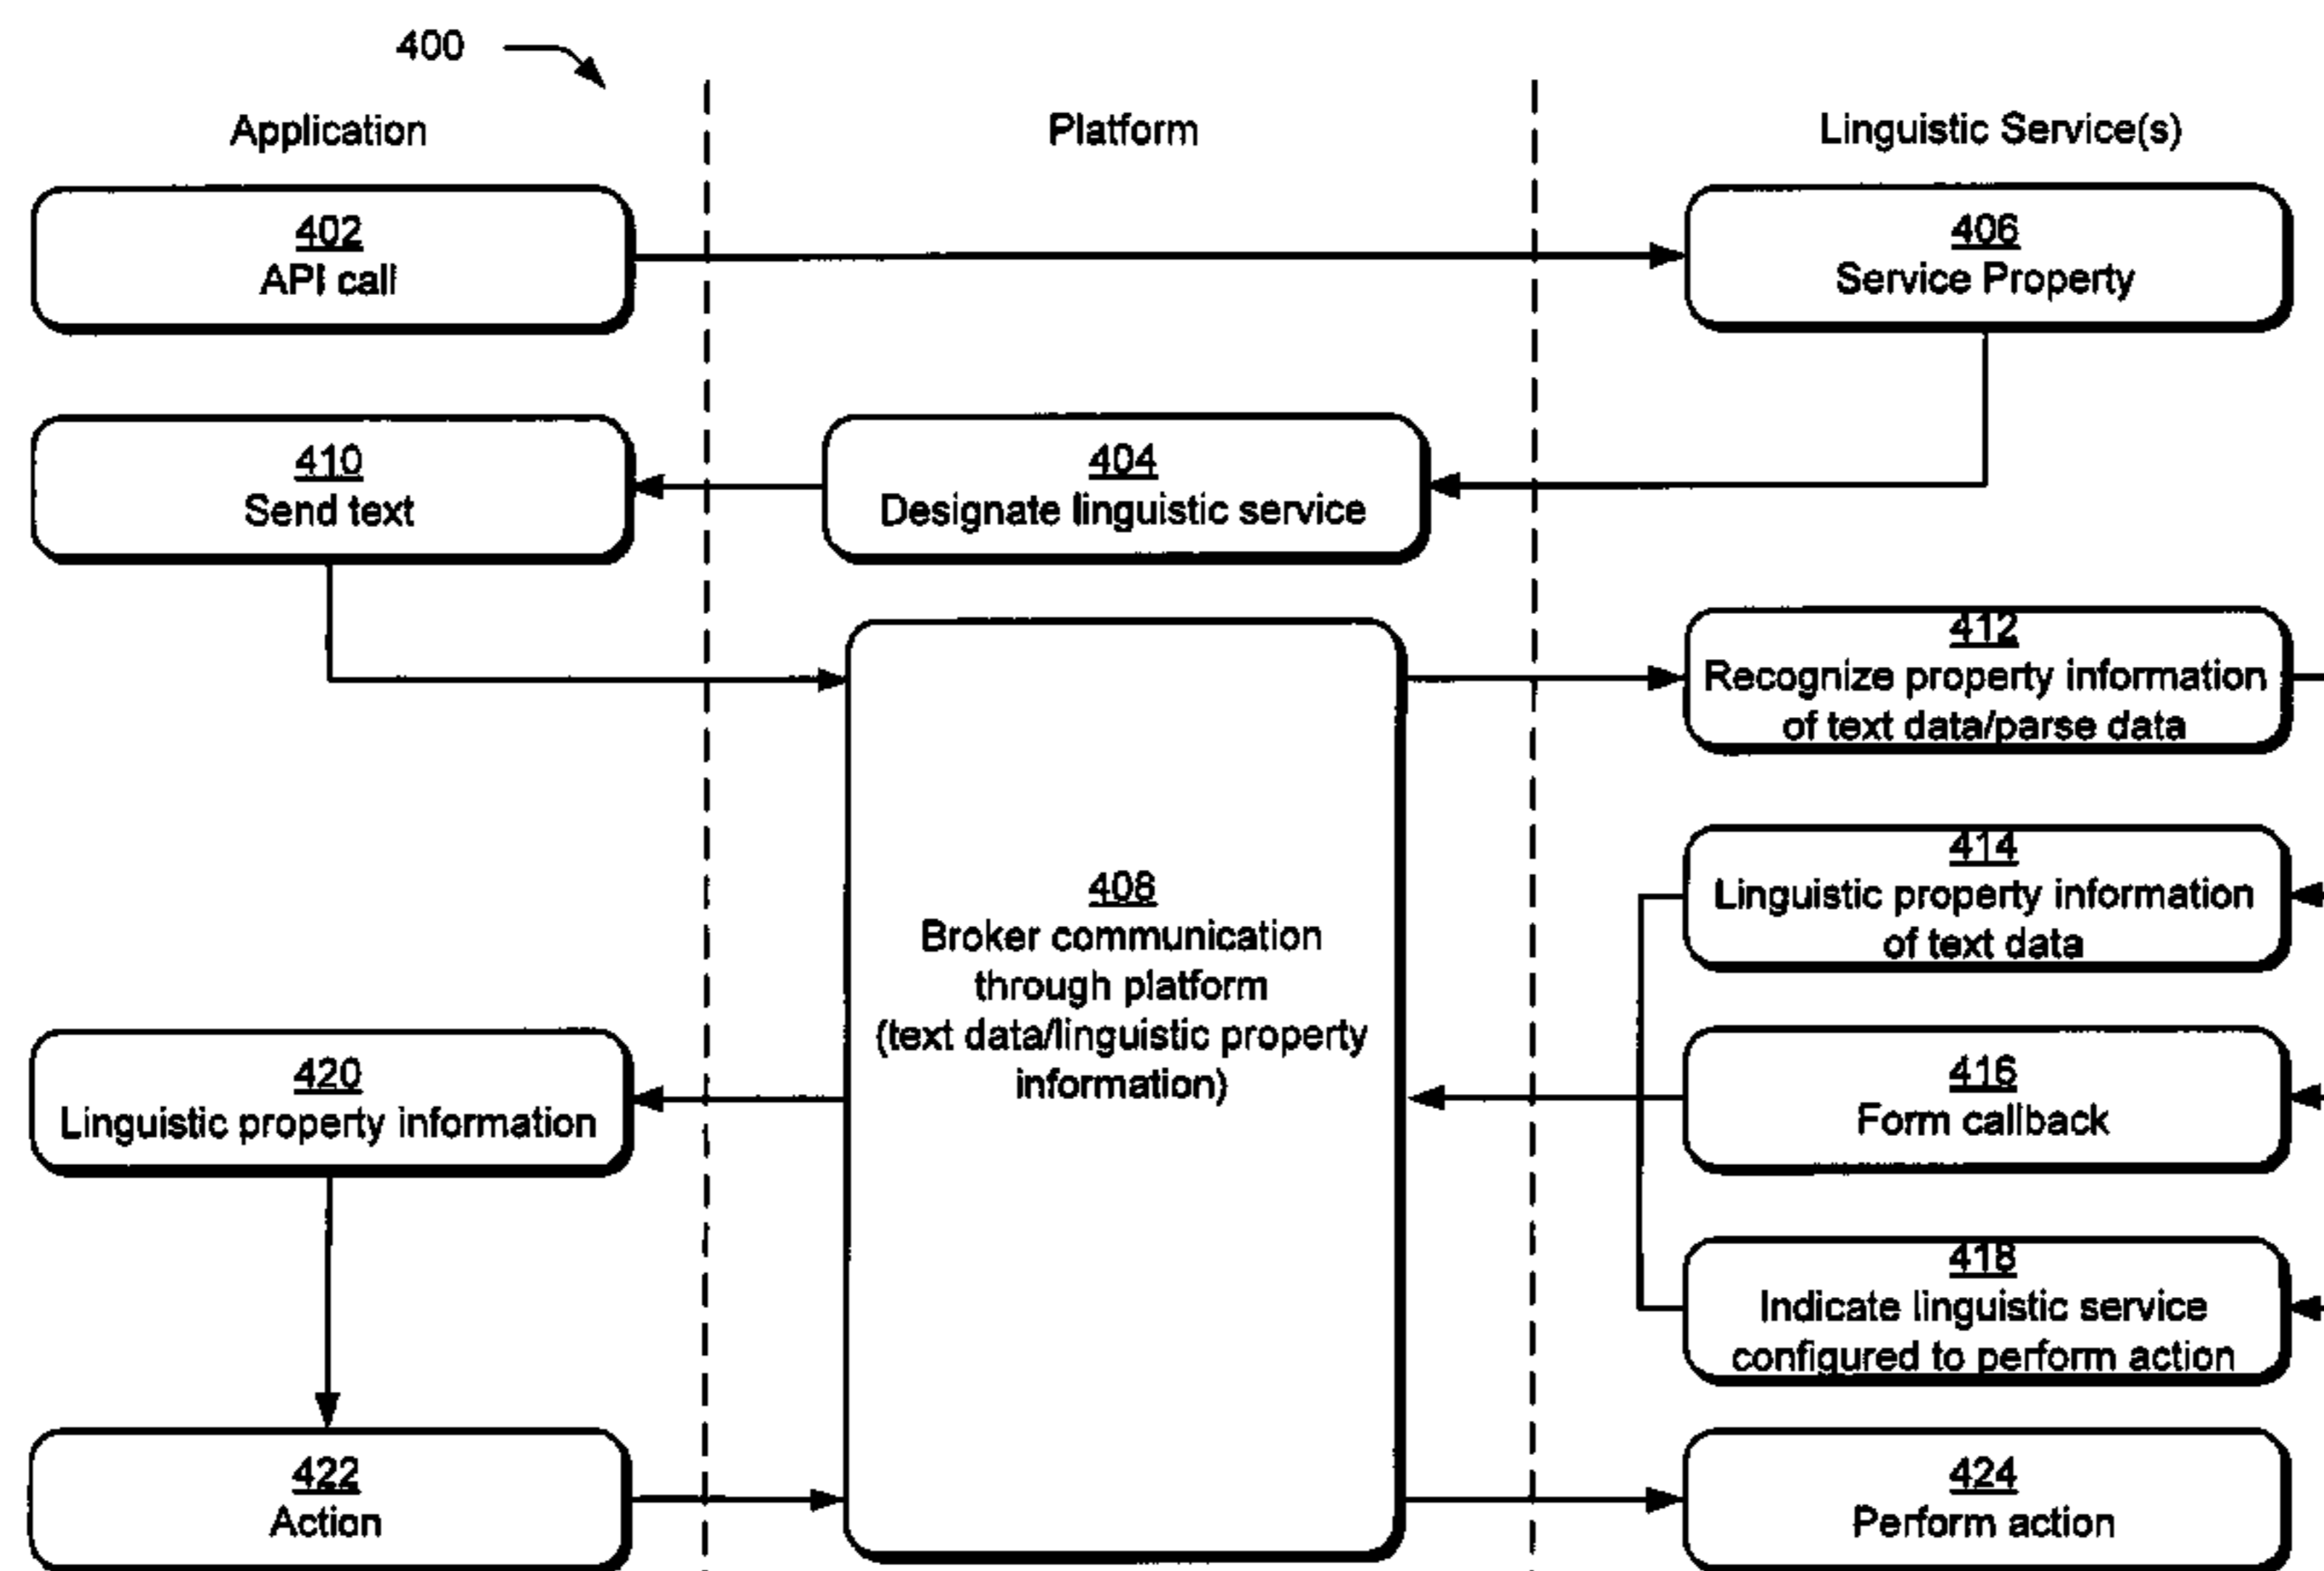 400
Application
Platform
Linguistic Service(s)
402
API call
406
Service Property
410
Send text
404
Designate linguistic service
412
Recognize property information
of text data/parse data
408
Broker communication
through platform
(text data/linguistic property
information)
414
Linguistic property information
of text data
420
Linguistic property information
416
Form callback
418
Indicate linguistic service
configured to perform action
422
Action
424
Perform action